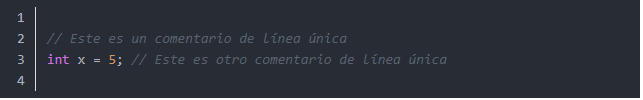 1
2 // Este es un comentario de línea única
3 int x = 5; // Este es otro comentario de línea única
4